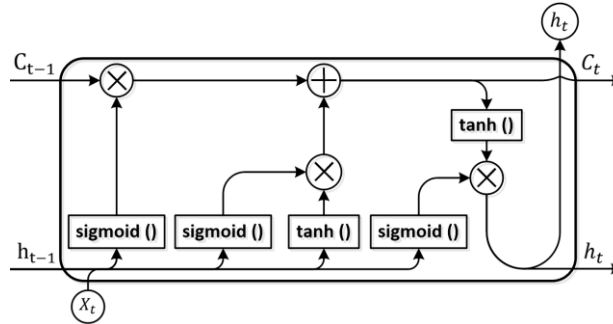 h_t
C_{t-1}
C_t
tanh ()
sigmoid ()
sigmoid ()
tanh ()
sigmoid ()
h_{t-1}
h_t
X_t